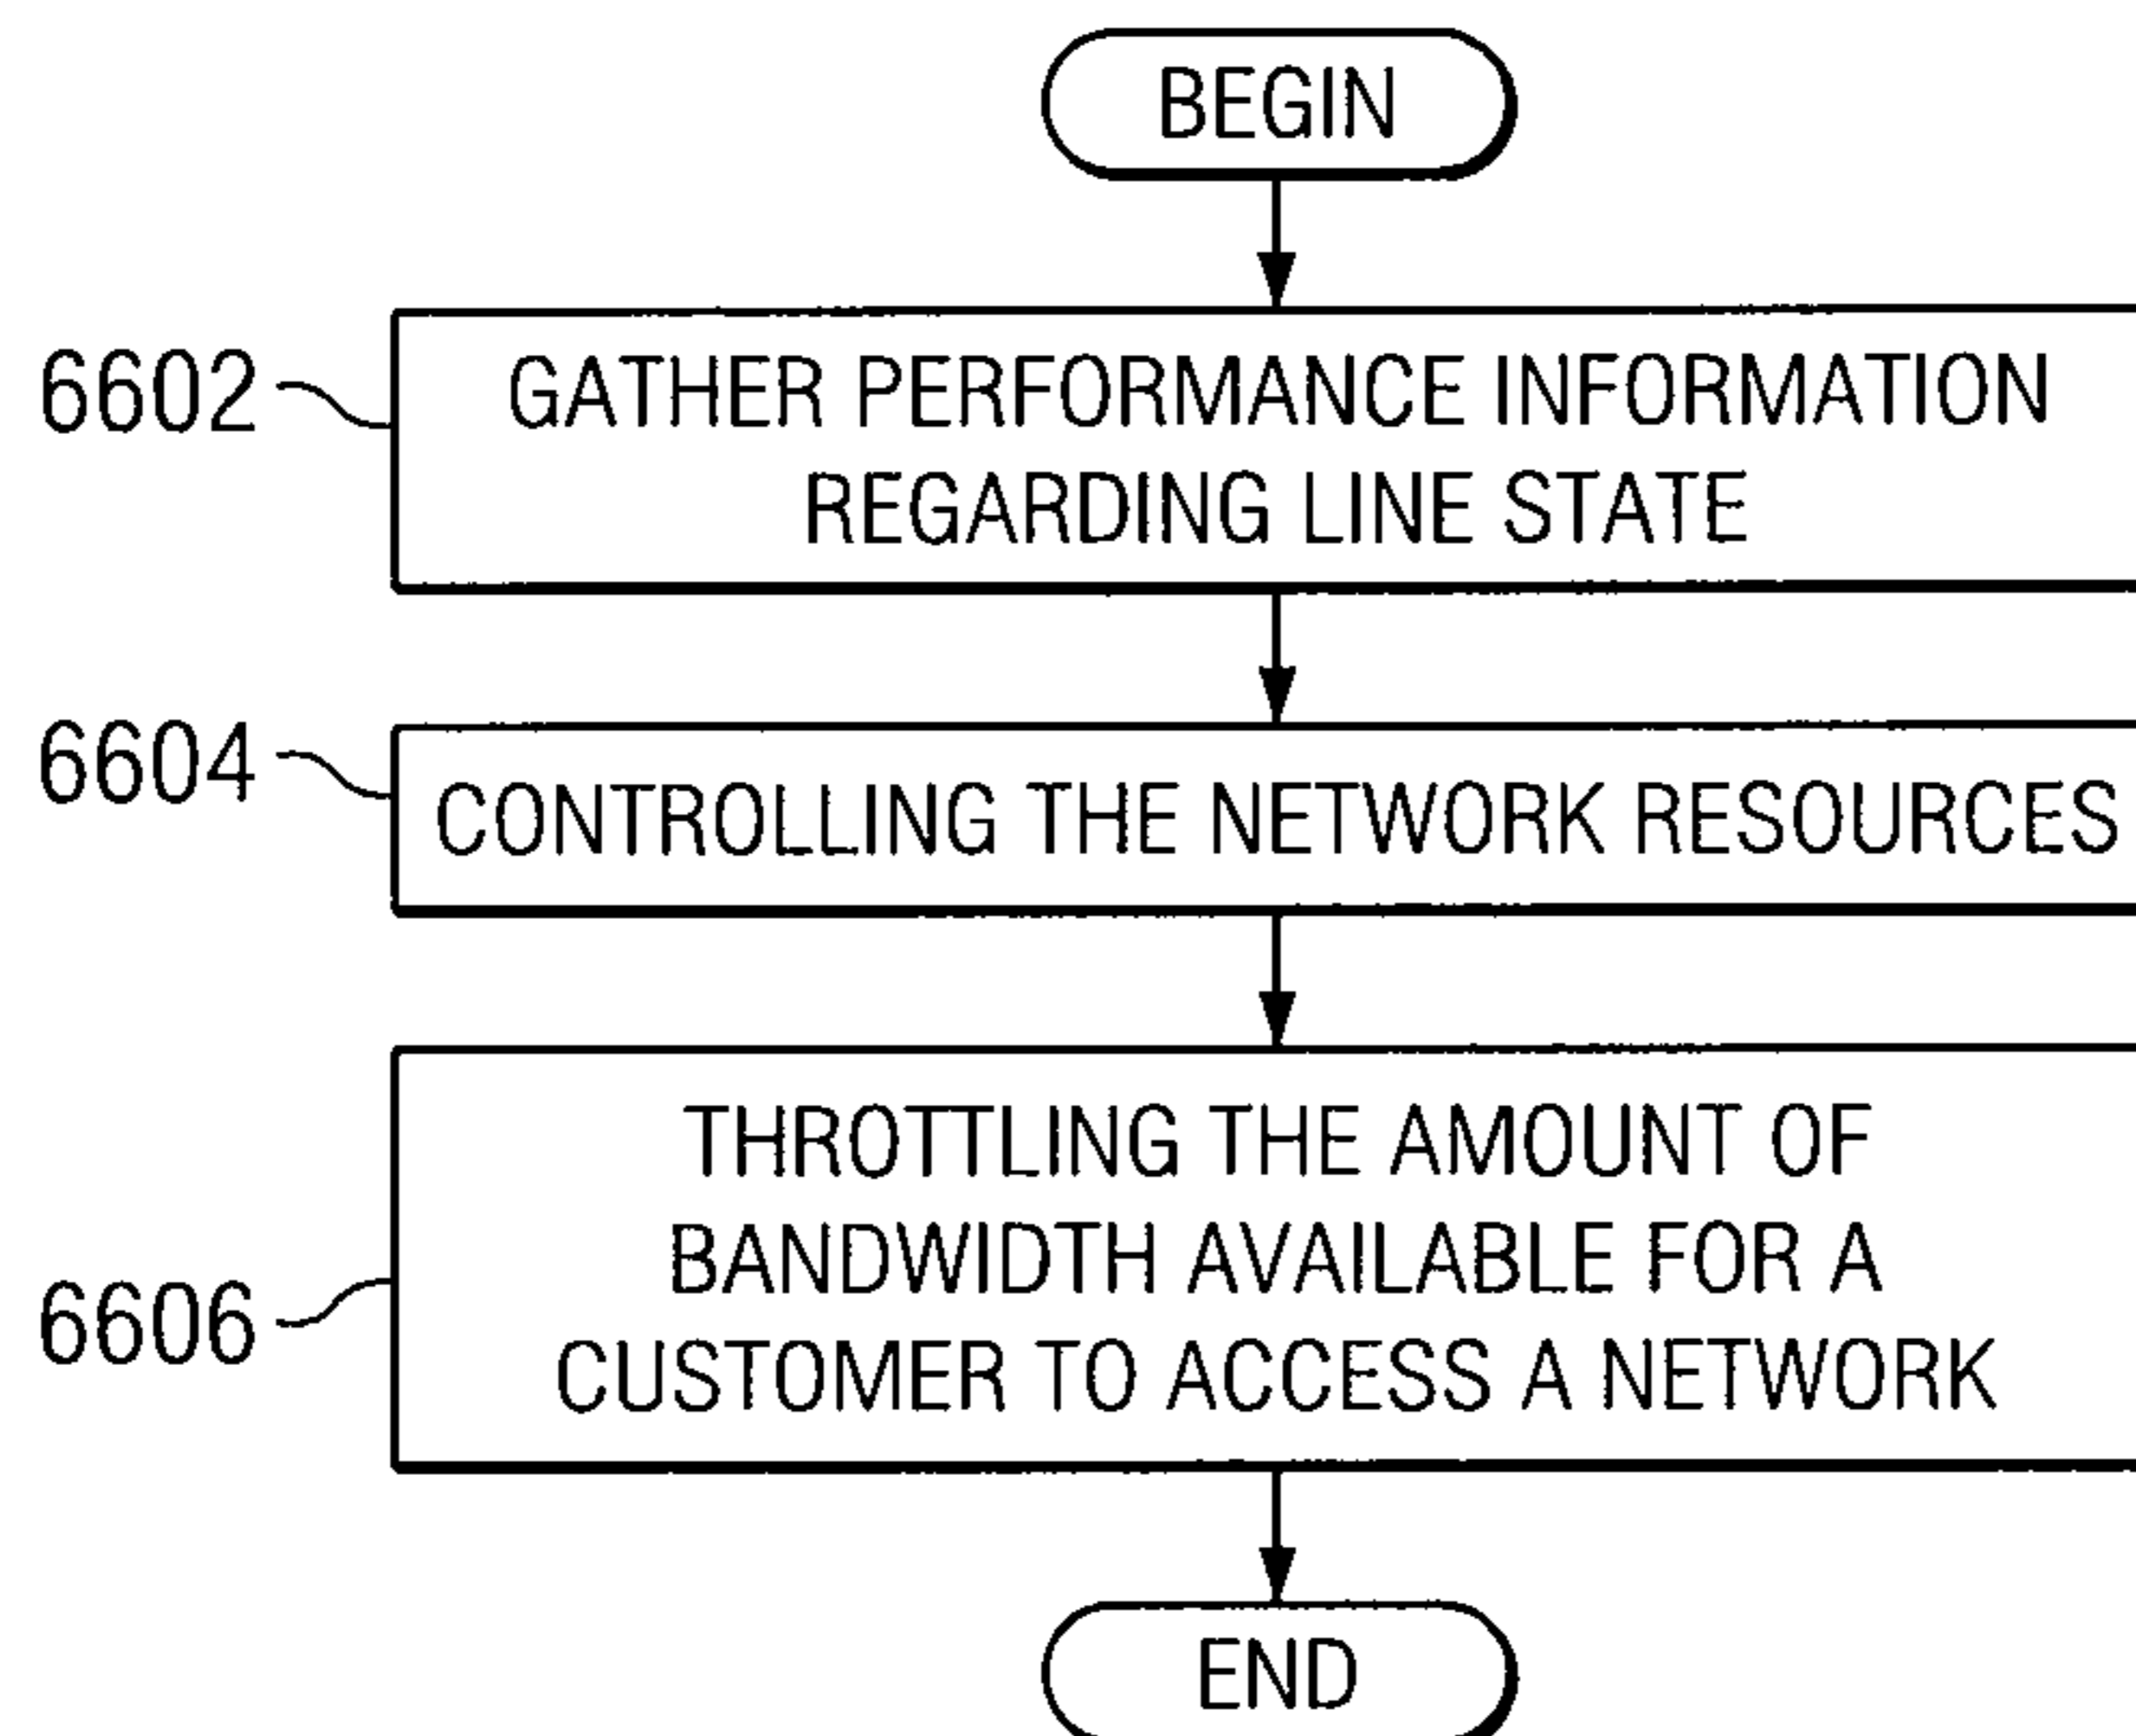 BEGIN
6602
GATHER PERFORMANCE INFORMATION
REGARDING LINE STATE
6604
CONTROLLING THE NETWORK RESOURCES
6606
THROTTLING THE AMOUNT OF
BANDWIDTH AVAILABLE FOR A
CUSTOMER TO ACCESS A NETWORK
END